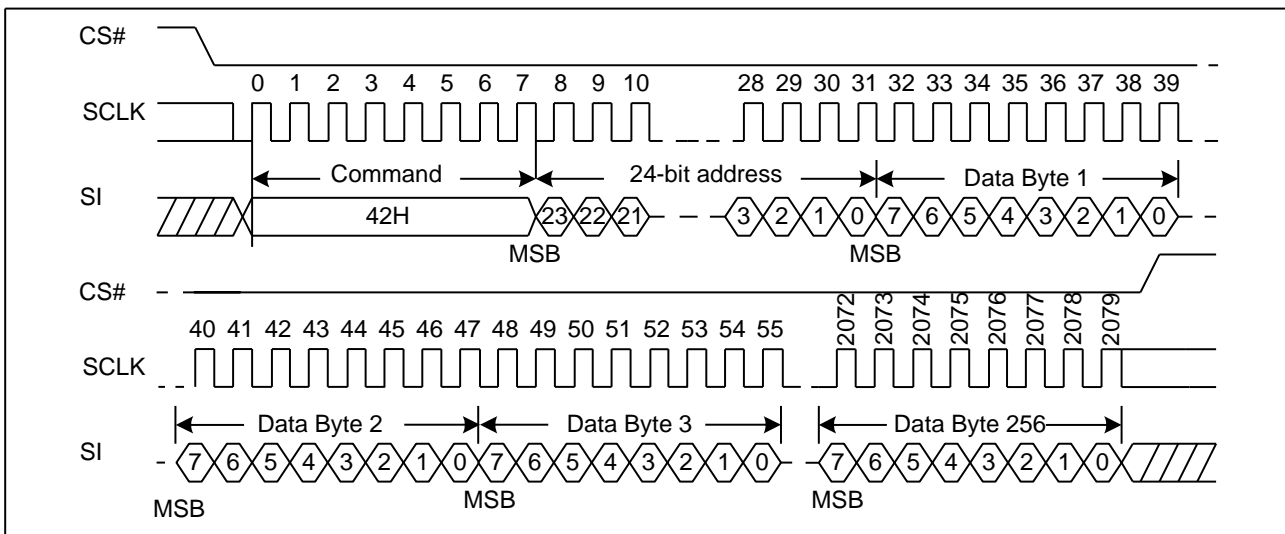 CS#
0 1 2 3 4 5 6 7 8 9 10 28 29 30 31 32 33 34 35 36 37 38 39
SCLK
Command 24-bit address Data Byte 1
SI
42H 23 22 21 3 2 1 0 7 6 5 4 3 2 1 0
MSB MSB
CS#
40 41 42 43 44 45 46 47 48 49 50 51 52 53 54 55 2072 2073 2074 2075 2076 2077 2078 2079
SCLK
Data Byte 2 Data Byte 3 Data Byte 256
SI
7 6 5 4 3 2 1 0 7 6 5 4 3 2 1 0 7 6 5 4 3 2 1 0
MSB MSB MSB